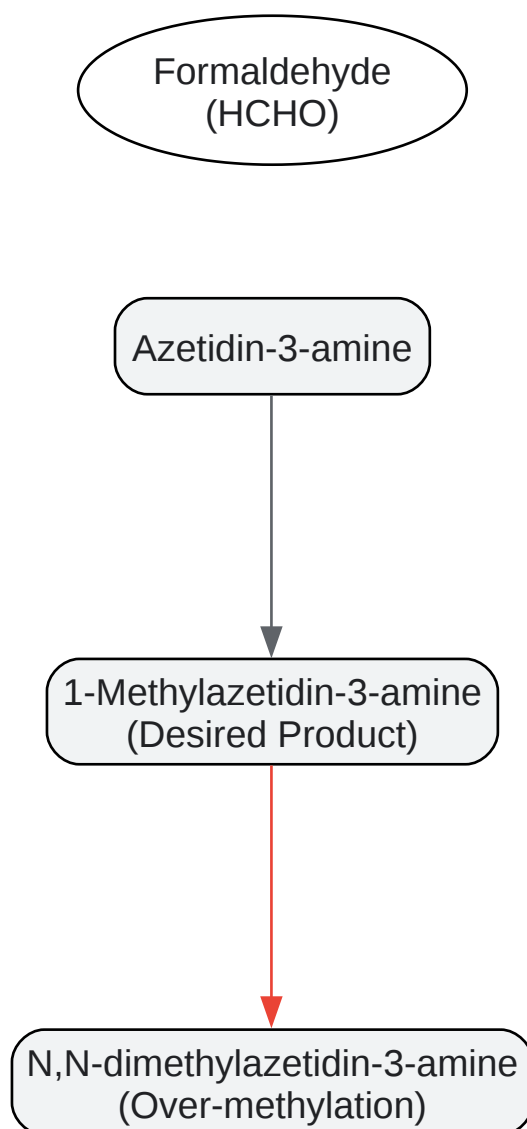 Formaldehyde
(HCHO)
Azetidin-3-amine
1-Methylazetidin-3-amine
(Desired Product)
N,N-dimethylazetidin-3-amine
(Over-methylation)